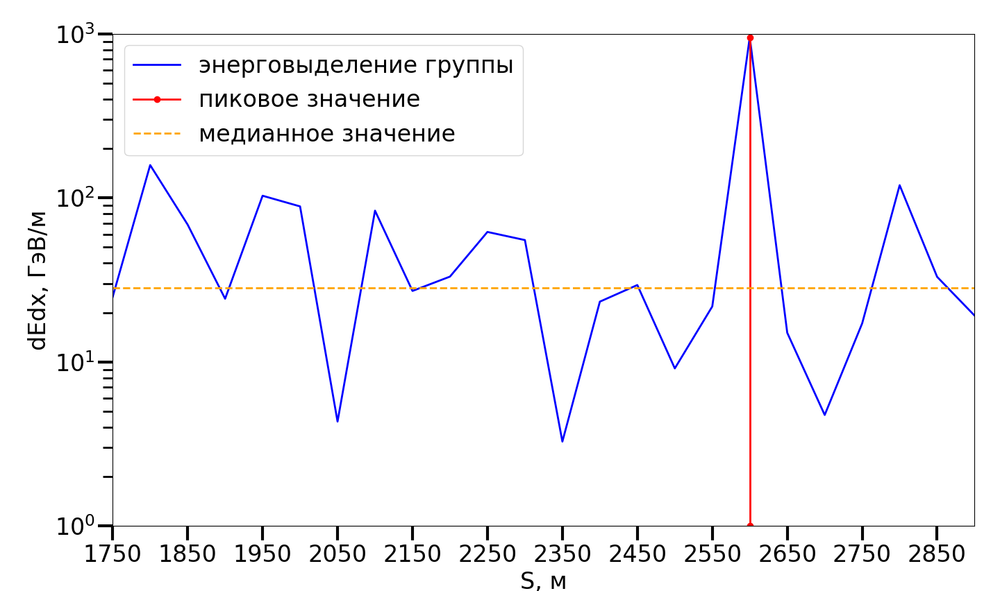 10³
10²
10¹
10⁰
dEdx, ГэВ/м
энерговыделение группы
пиковое значение
медианное значение
1750 1850 1950 2050 2150 2250 2350 2450 2550 2650 2750 2850
S, м